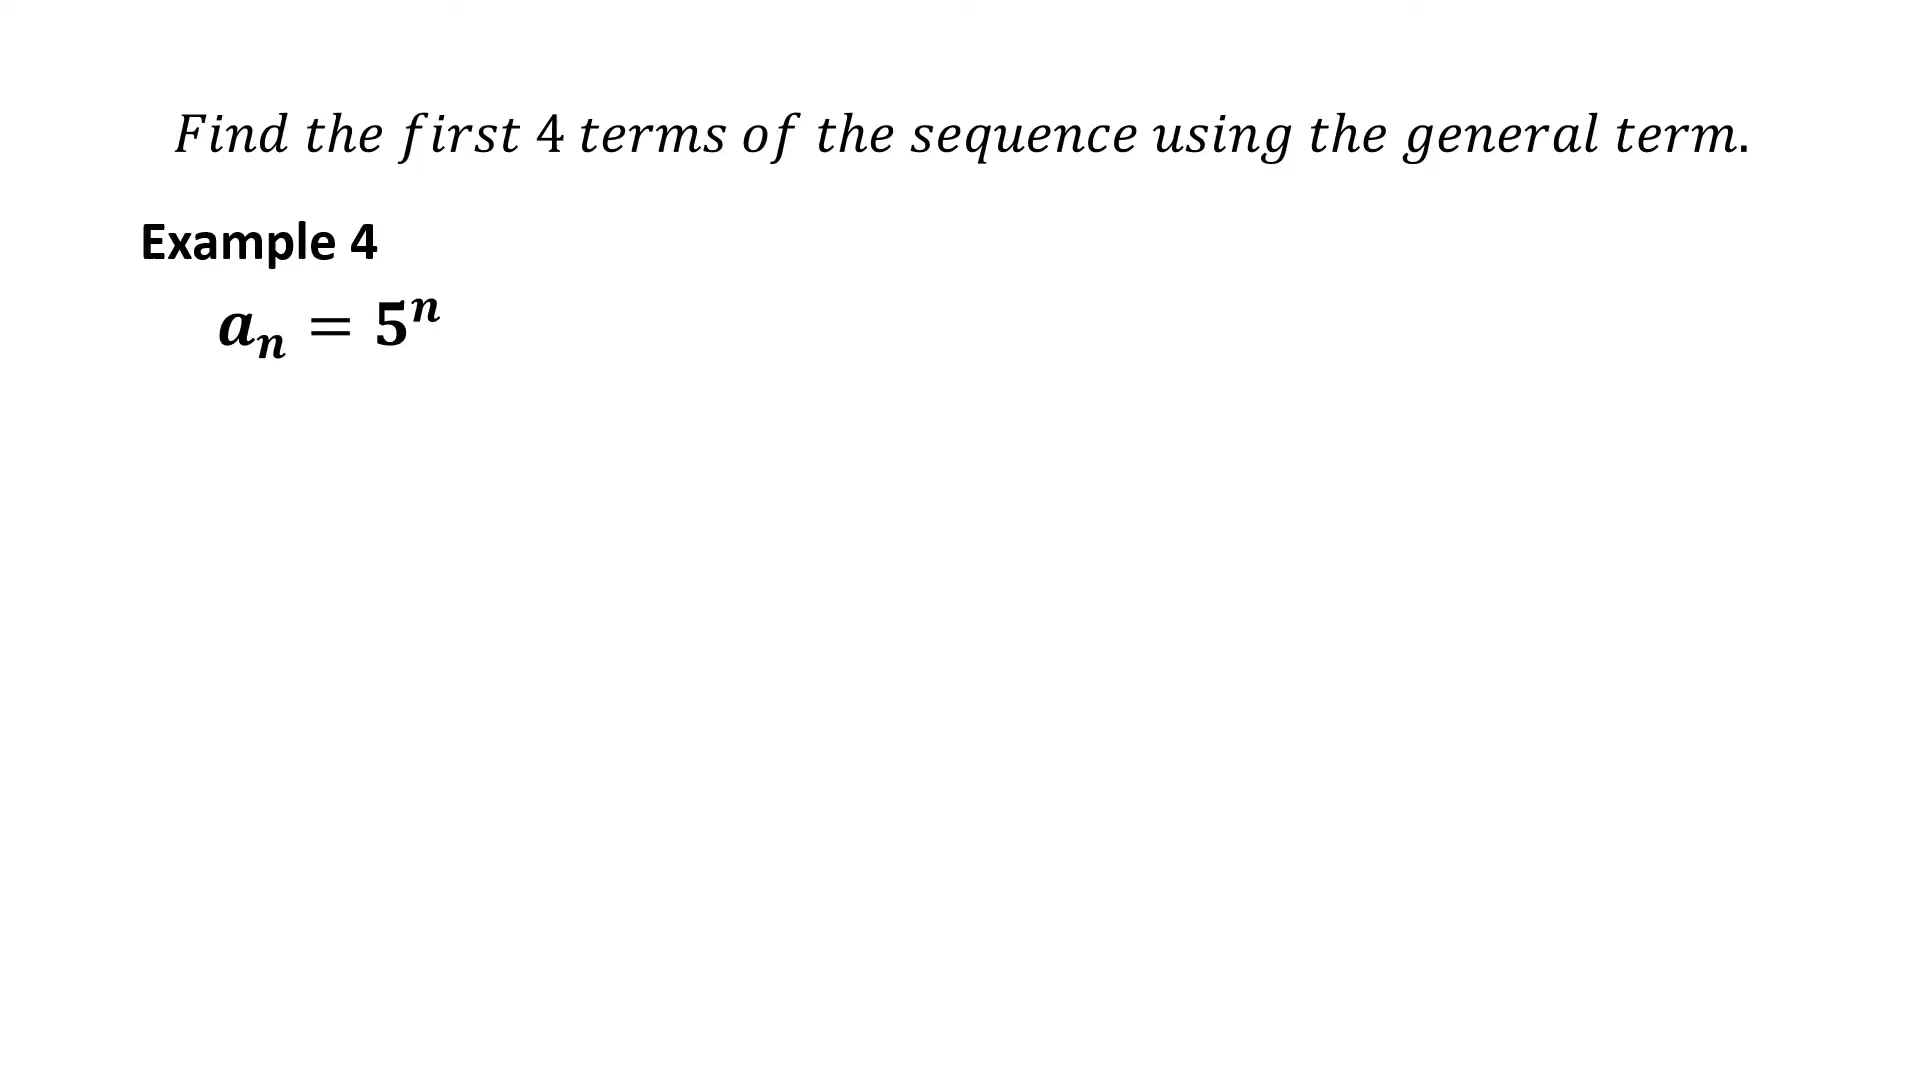 Find the first 4 terms of the sequence using the general term.
Example 4
aₙ = 5ⁿ